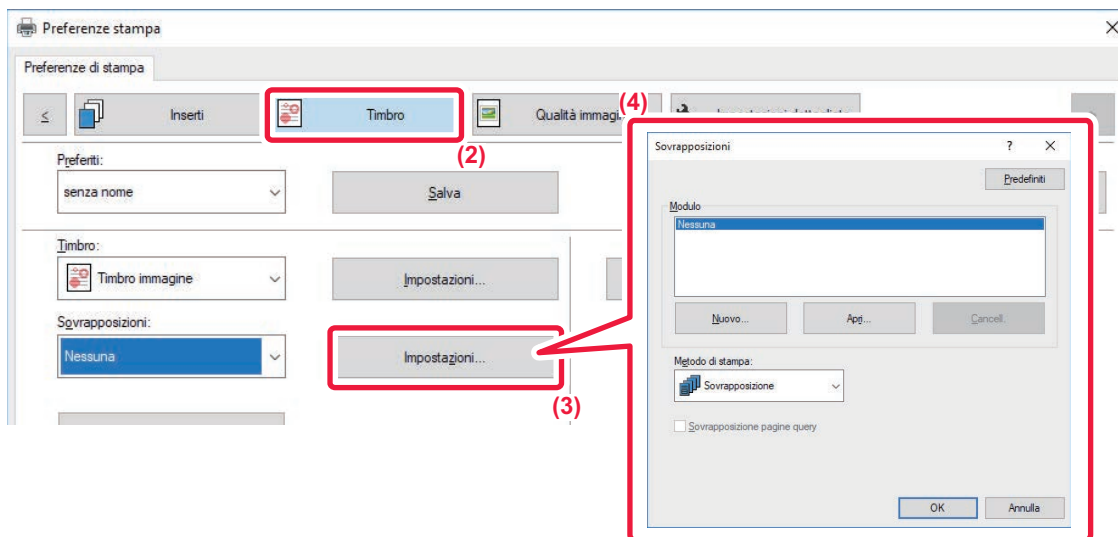 Preferenze stampa
Preferenze di stampa
≤ Inserti Timbro Qualità immagi (4)
(2)
Preferiti:
senza nome Salva
Timbro:
Timbro immagine Impostazioni...
Sovrapposizioni:
Nessuna Impostazioni...
(3)
Sovrapposizioni ? ×
Predefiniti
Modulo
Nessuna
Nuovo... Apri... Cancell.
Metodo di stampa:
Sovrapposizione
Sovrapposizione pagine query
OK Annulla